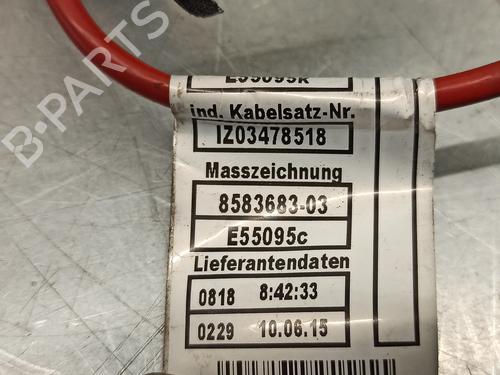 E55095k
ind. Kabelsatz-Nr.
IZ03478518
Masszeichnung
8583683-03
E55095c
Lieferantendaten
0818 8:42:33
0229 10.06.15
B-PARTS